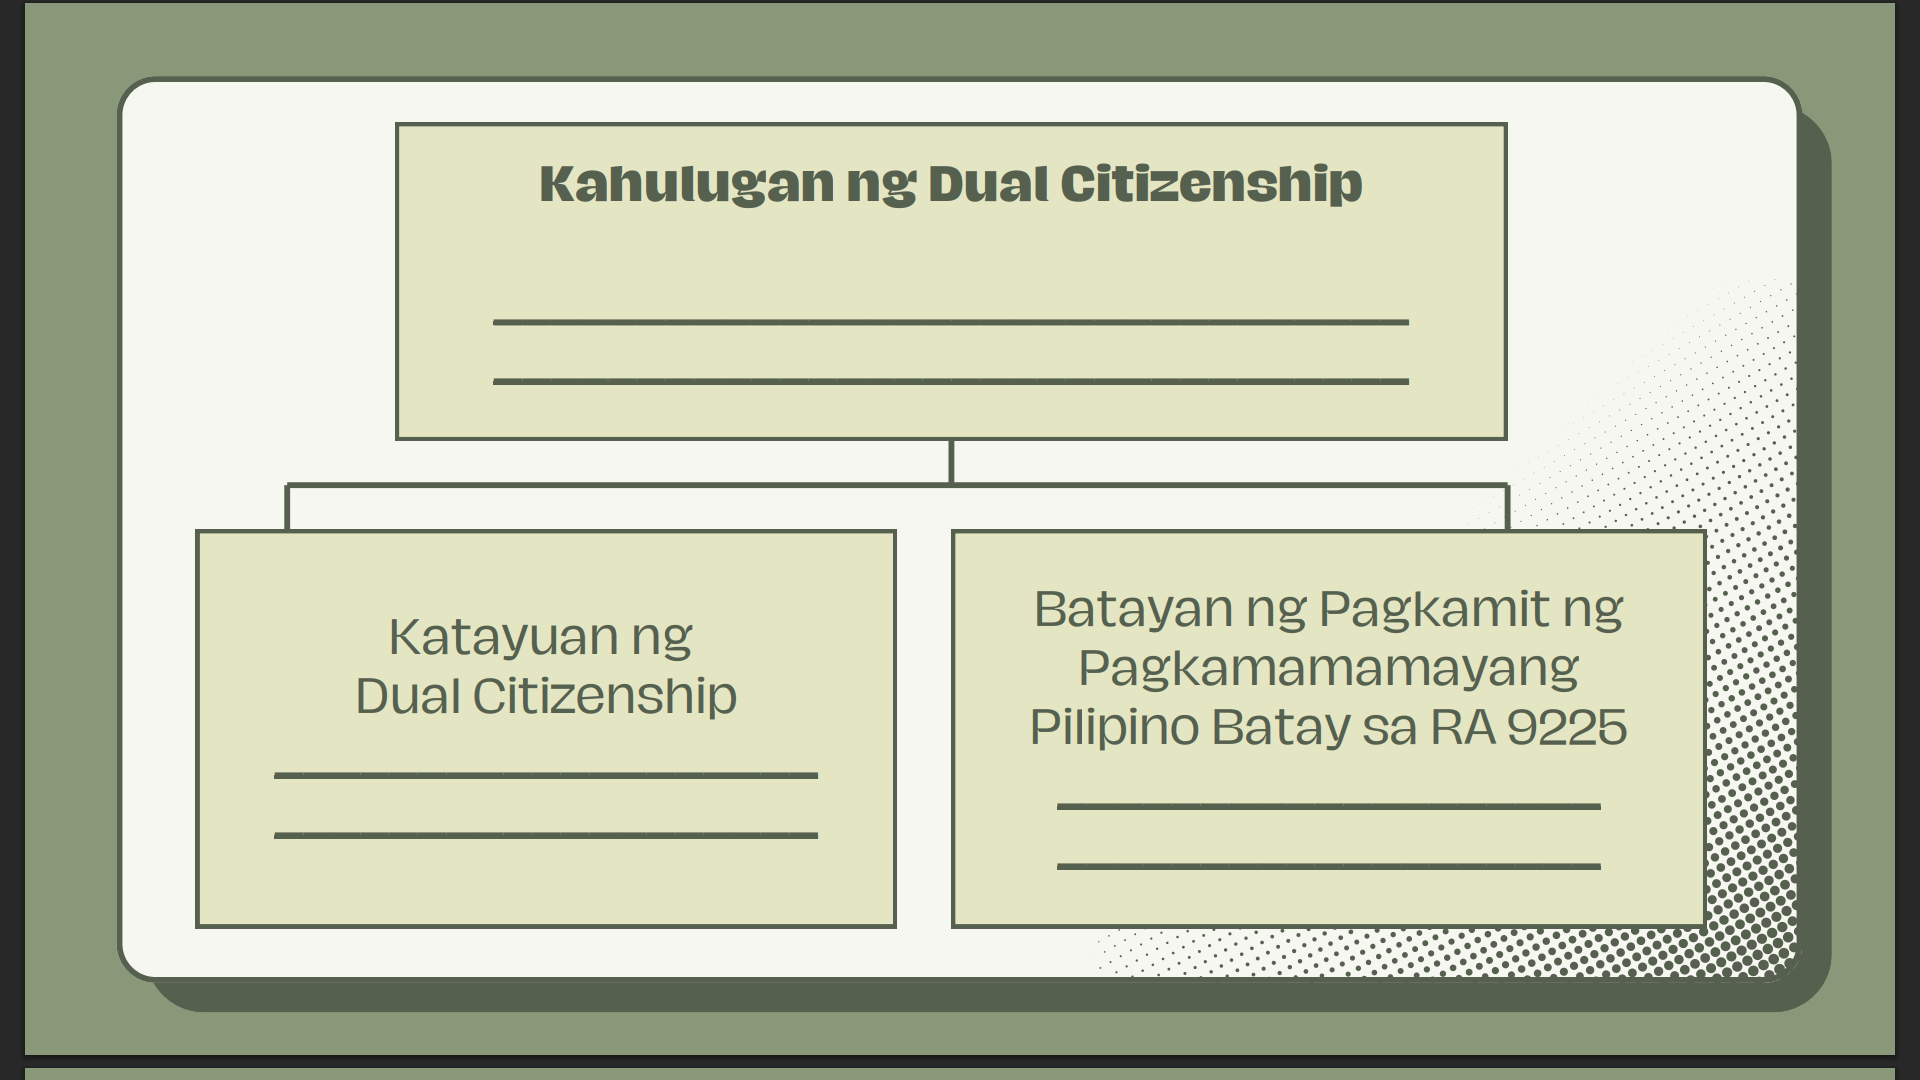 Kahulugan ng Dual Citizenship
Katayuan ng
Dual Citizenship
Batayan ng Pagkamit ng
Pagkamamamayang
Pilipino Batay sa RA 9225